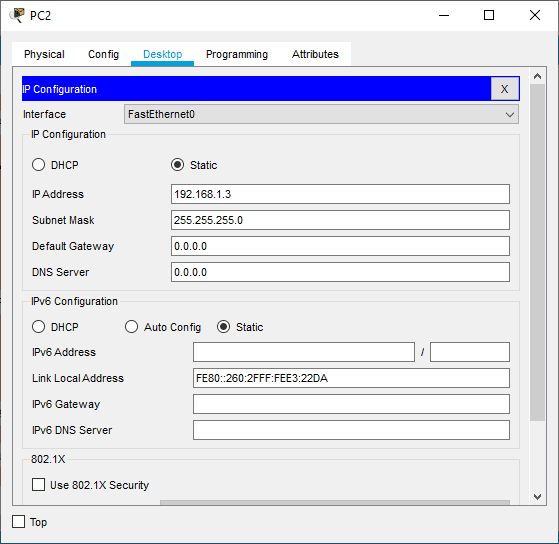 PC2
Physical Config Desktop Programming Attributes
IP Configuration X
Interface FastEthernet0
IP Configuration
DHCP Static
IP Address 192.168.1.3
Subnet Mask 255.255.255.0
Default Gateway 0.0.0.0
DNS Server 0.0.0.0
IPv6 Configuration
DHCP Auto Config Static
IPv6 Address /
Link Local Address FE80::260:2FFF:FEE3:22DA
IPv6 Gateway
IPv6 DNS Server
802.1X
Use 802.1X Security
Top